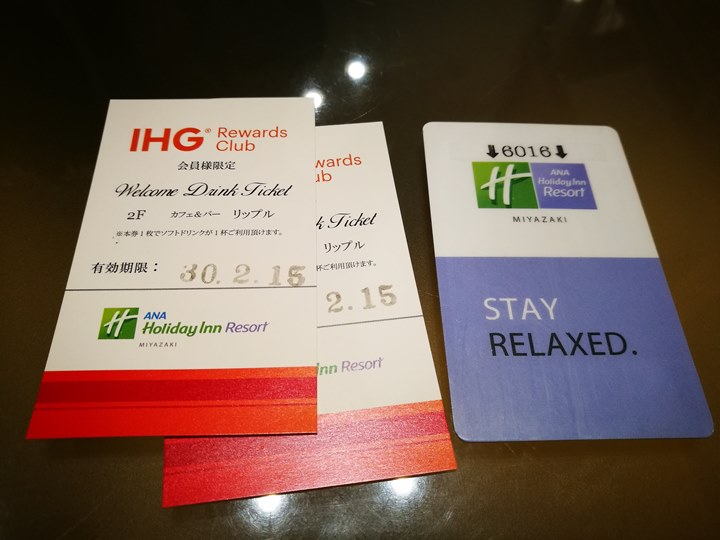 IHG® Rewards
Club
会員様限定
Welcome Drink Ticket
2F カフェ&バー リップル
※本券1枚でソフトドリンクが1杯ご利用頂けます。
有効期限: 30.2.15
H ANA
Holiday Inn Resort
MIYAZAKI
wards
ub
k Ticket
リップル
杯ご利用頂けます。
2.15
Inn Resort
6016
H ANA
Holiday Inn
Resort
MIYAZAKI
STAY
RELAXED.